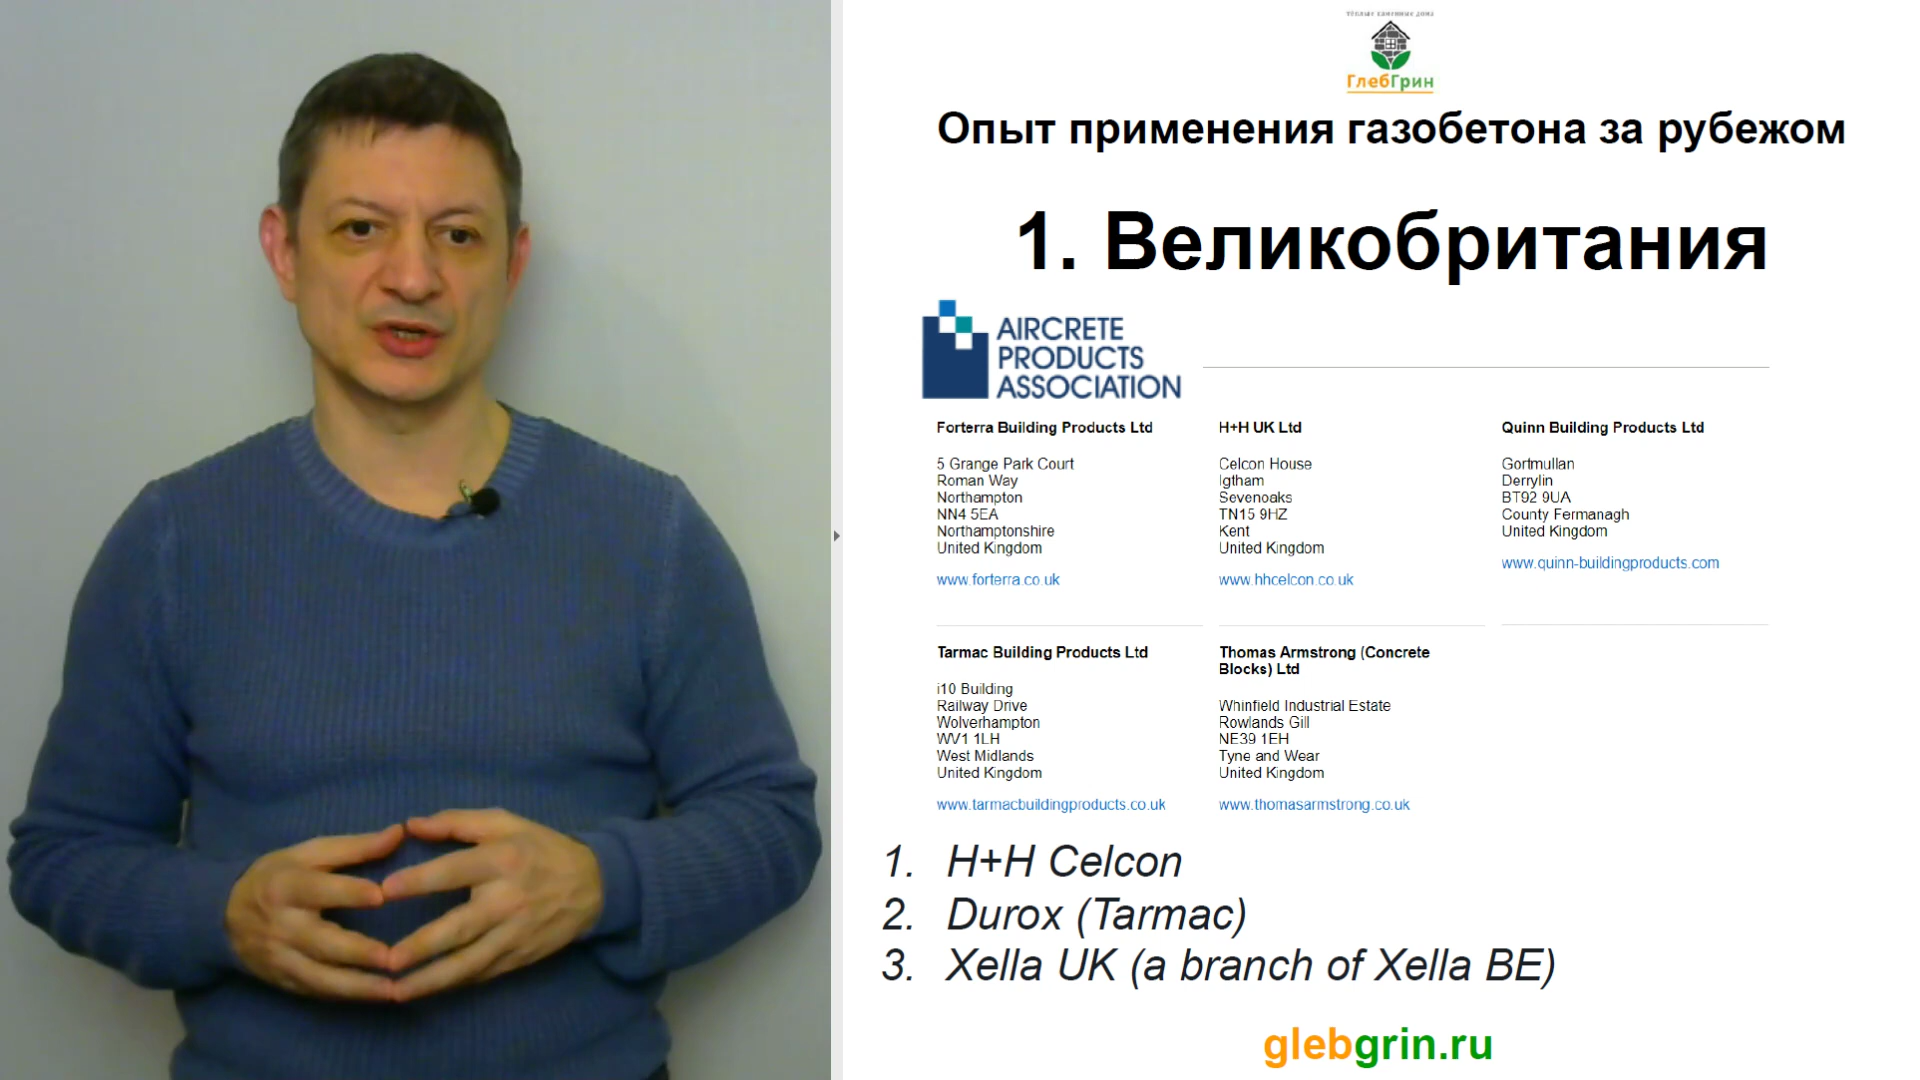 ТЁПЛЫЕ КАМЕННЫЕ ДОМА
ГлебГрин
Опыт применения газобетона за рубежом
1. Великобритания
AIRCRETE
PRODUCTS
ASSOCIATION
Forterra Building Products Ltd
5 Grange Park Court
Roman Way
Northampton
NN4 5EA
Northamptonshire
United Kingdom
www.forterra.co.uk
H+H UK Ltd
Celcon House
Igtham
Sevenoaks
TN15 9HZ
Kent
United Kingdom
www.hhcelcon.co.uk
Quinn Building Products Ltd
Gortmullan
Derrylin
BT92 9UA
County Fermanagh
United Kingdom
www.quinn-buildingproducts.com
Tarmac Building Products Ltd
i10 Building
Railway Drive
Wolverhampton
WV1 1LH
West Midlands
United Kingdom
www.tarmacbuildingproducts.co.uk
Thomas Armstrong (Concrete
Blocks) Ltd
Whinfield Industrial Estate
Rowlands Gill
NE39 1EH
Tyne and Wear
United Kingdom
www.thomasarmstrong.co.uk
1. H+H Celcon
2. Durox (Tarmac)
3. Xella UK (a branch of Xella BE)
glebgrin.ru